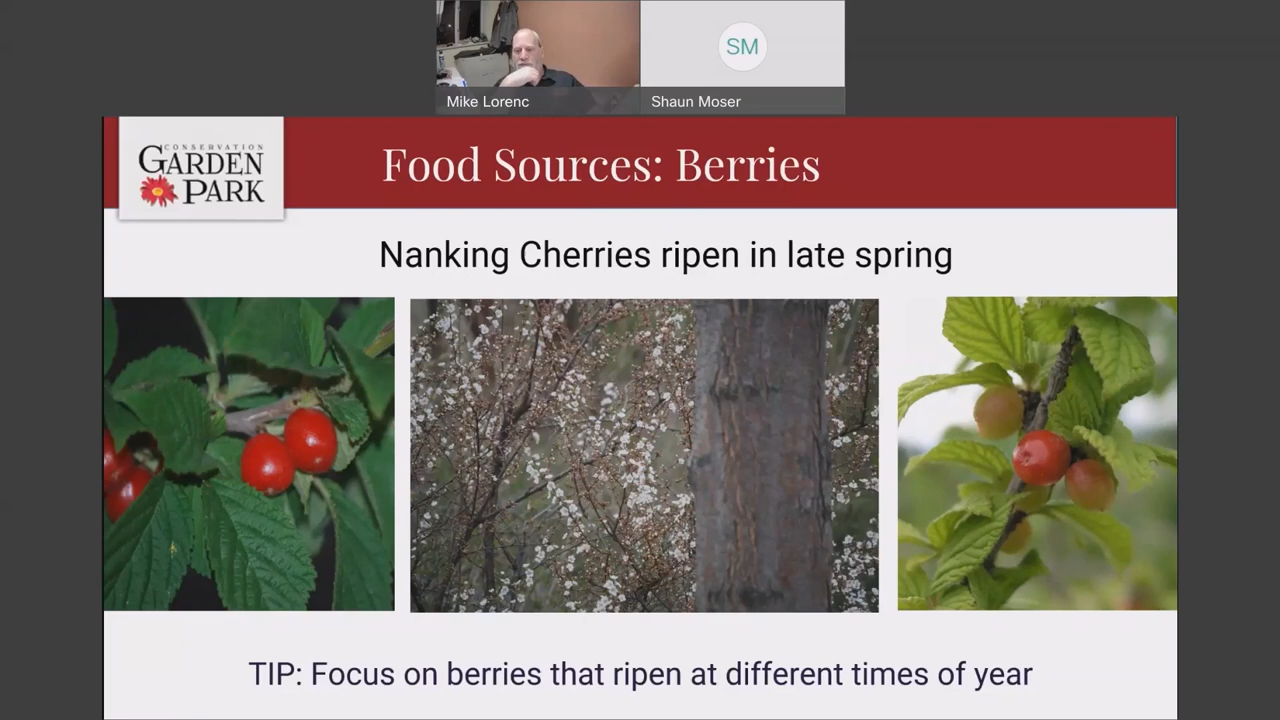 SM
Mike Lorenc
Shaun Moser
CONSERVATION
GARDEN
PARK
Food Sources: Berries
Nanking Cherries ripen in late spring
TIP: Focus on berries that ripen at different times of year